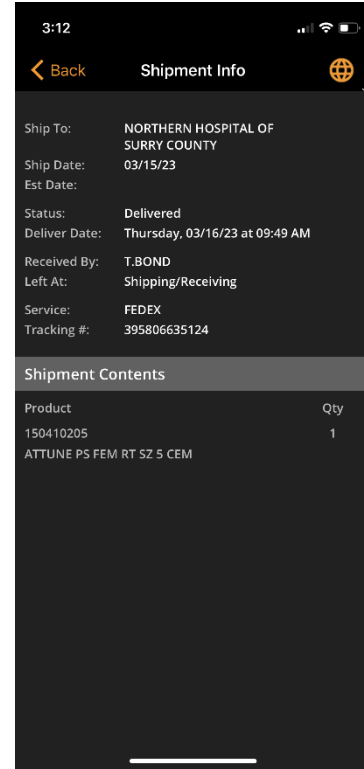 3:12
Back Shipment Info
Ship To: NORTHERN HOSPITAL OF
SURRY COUNTY
Ship Date: 03/15/23
Est Date:
Status: Delivered
Deliver Date: Thursday, 03/16/23 at 09:49 AM
Received By: T.BOND
Left At: Shipping/Receiving
Service: FEDEX
Tracking #: 395806635124
Shipment Contents
Product Qty
150410205 1
ATTUNE PS FEM RT SZ 5 CEM